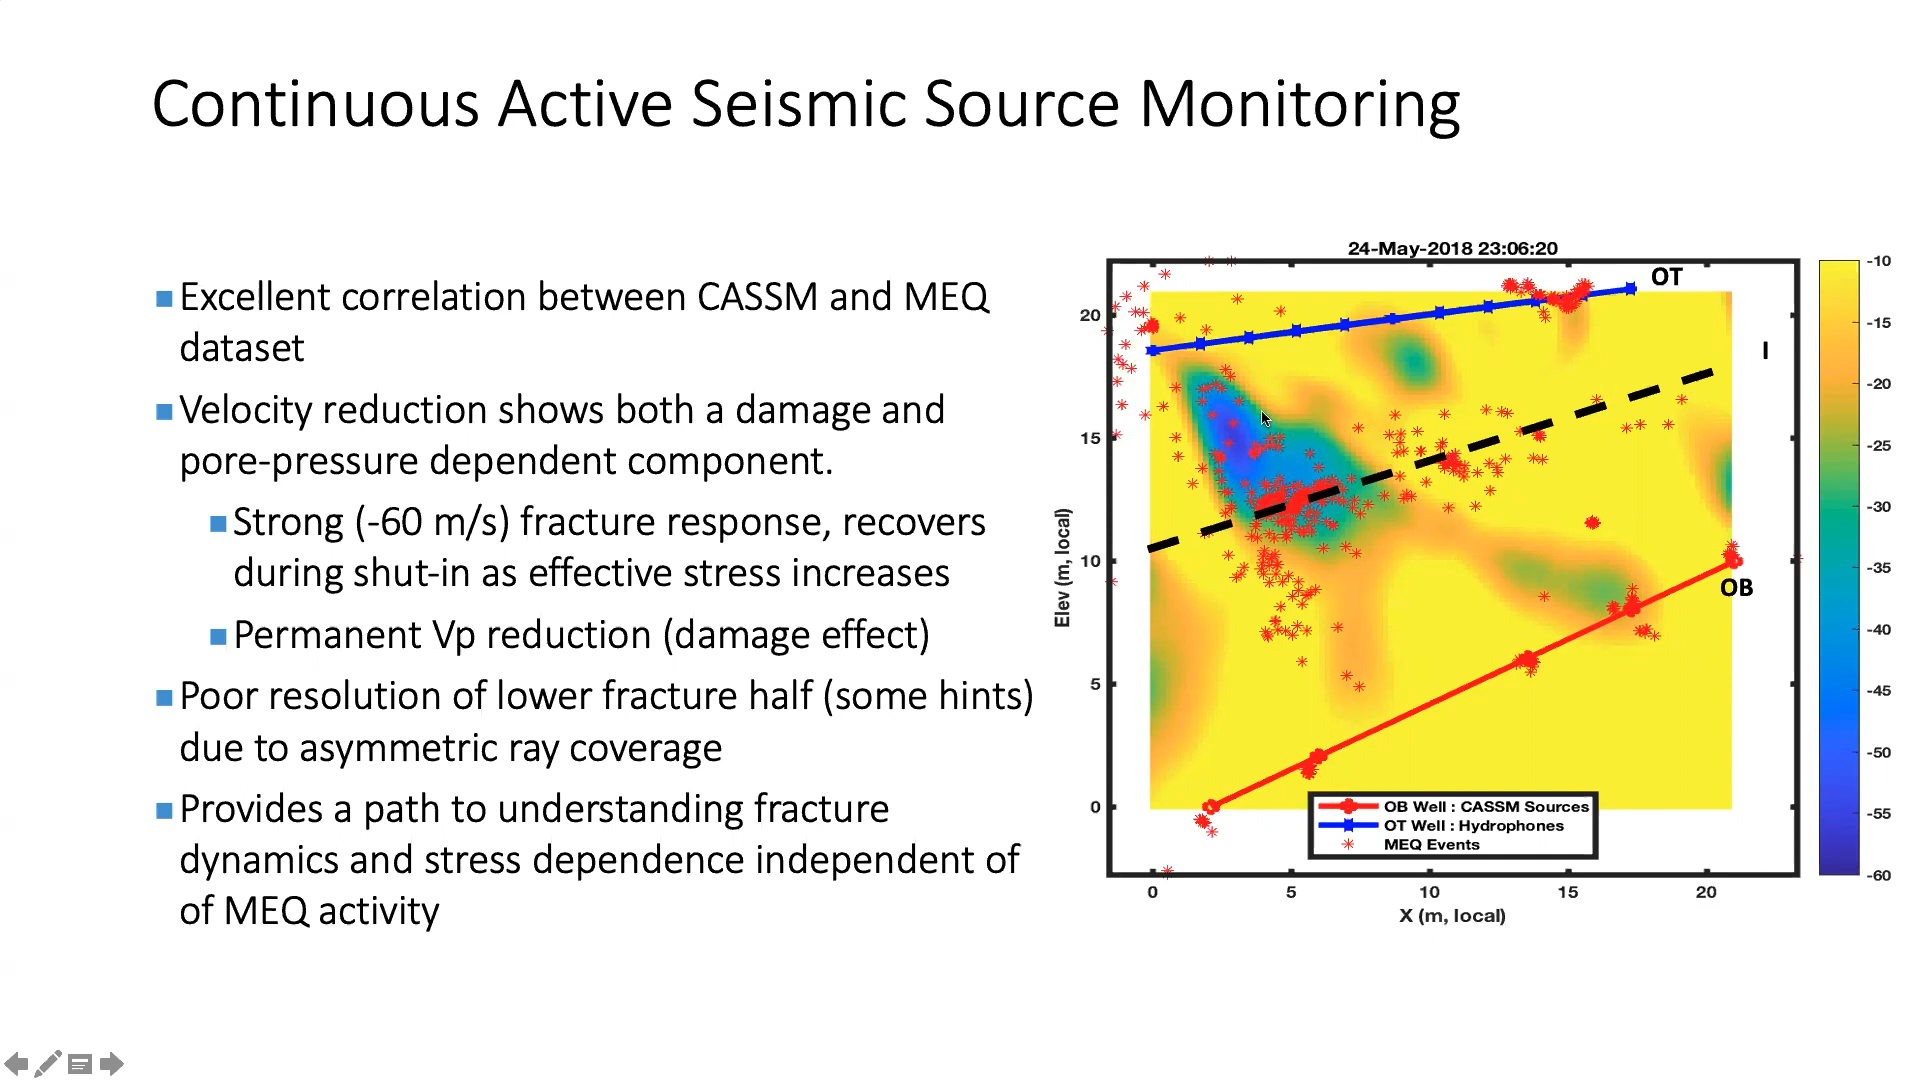 Continuous Active Seismic Source Monitoring
Excellent correlation between CASSM and MEQ
dataset
Velocity reduction shows both a damage and
pore-pressure dependent component.
Strong (-60 m/s) fracture response, recovers
during shut-in as effective stress increases
Permanent Vp reduction (damage effect)
Poor resolution of lower fracture half (some hints)
due to asymmetric ray coverage
Provides a path to understanding fracture
dynamics and stress dependence independent of
of MEQ activity
24-May-2018 23:06:20
OT
I
OB
Elev (m, local)
20
15
10
5
0
0
5
10
15
20
X (m, local)
OB Well : CASSM Sources
OT Well : Hydrophones
MEQ Events
-10
-15
-20
-25
-30
-35
-40
-45
-50
-55
-60